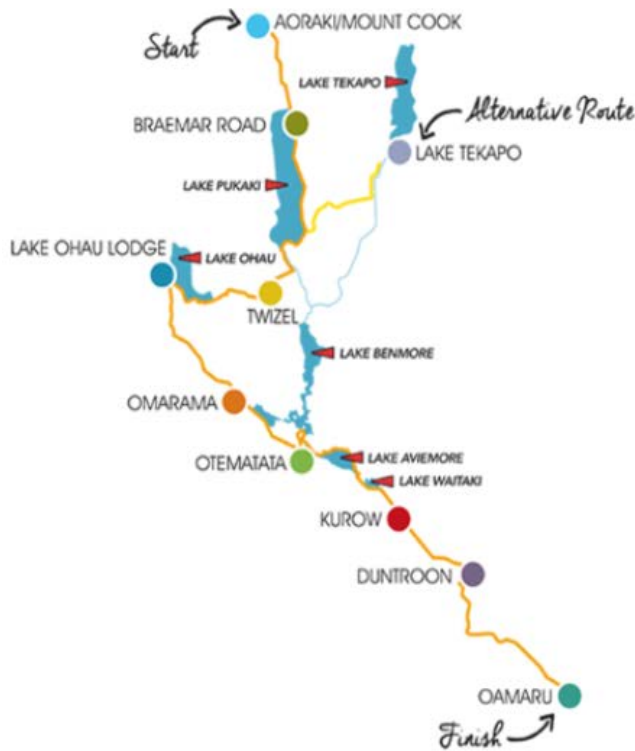 AORAKI/MOUNT COOK
Start
LAKE TEKAPO
Alternative Route
BRAEMAR ROAD
LAKE TEKAPO
LAKE PUKAKI
LAKE OHAU LODGE
LAKE OHAU
TWIZEL
LAKE BENMORE
OMARAMA
OTEMATATA
LAKE AVIEMORE
LAKE WAITAKI
KUROW
DUNTROON
OAMARU
Finish